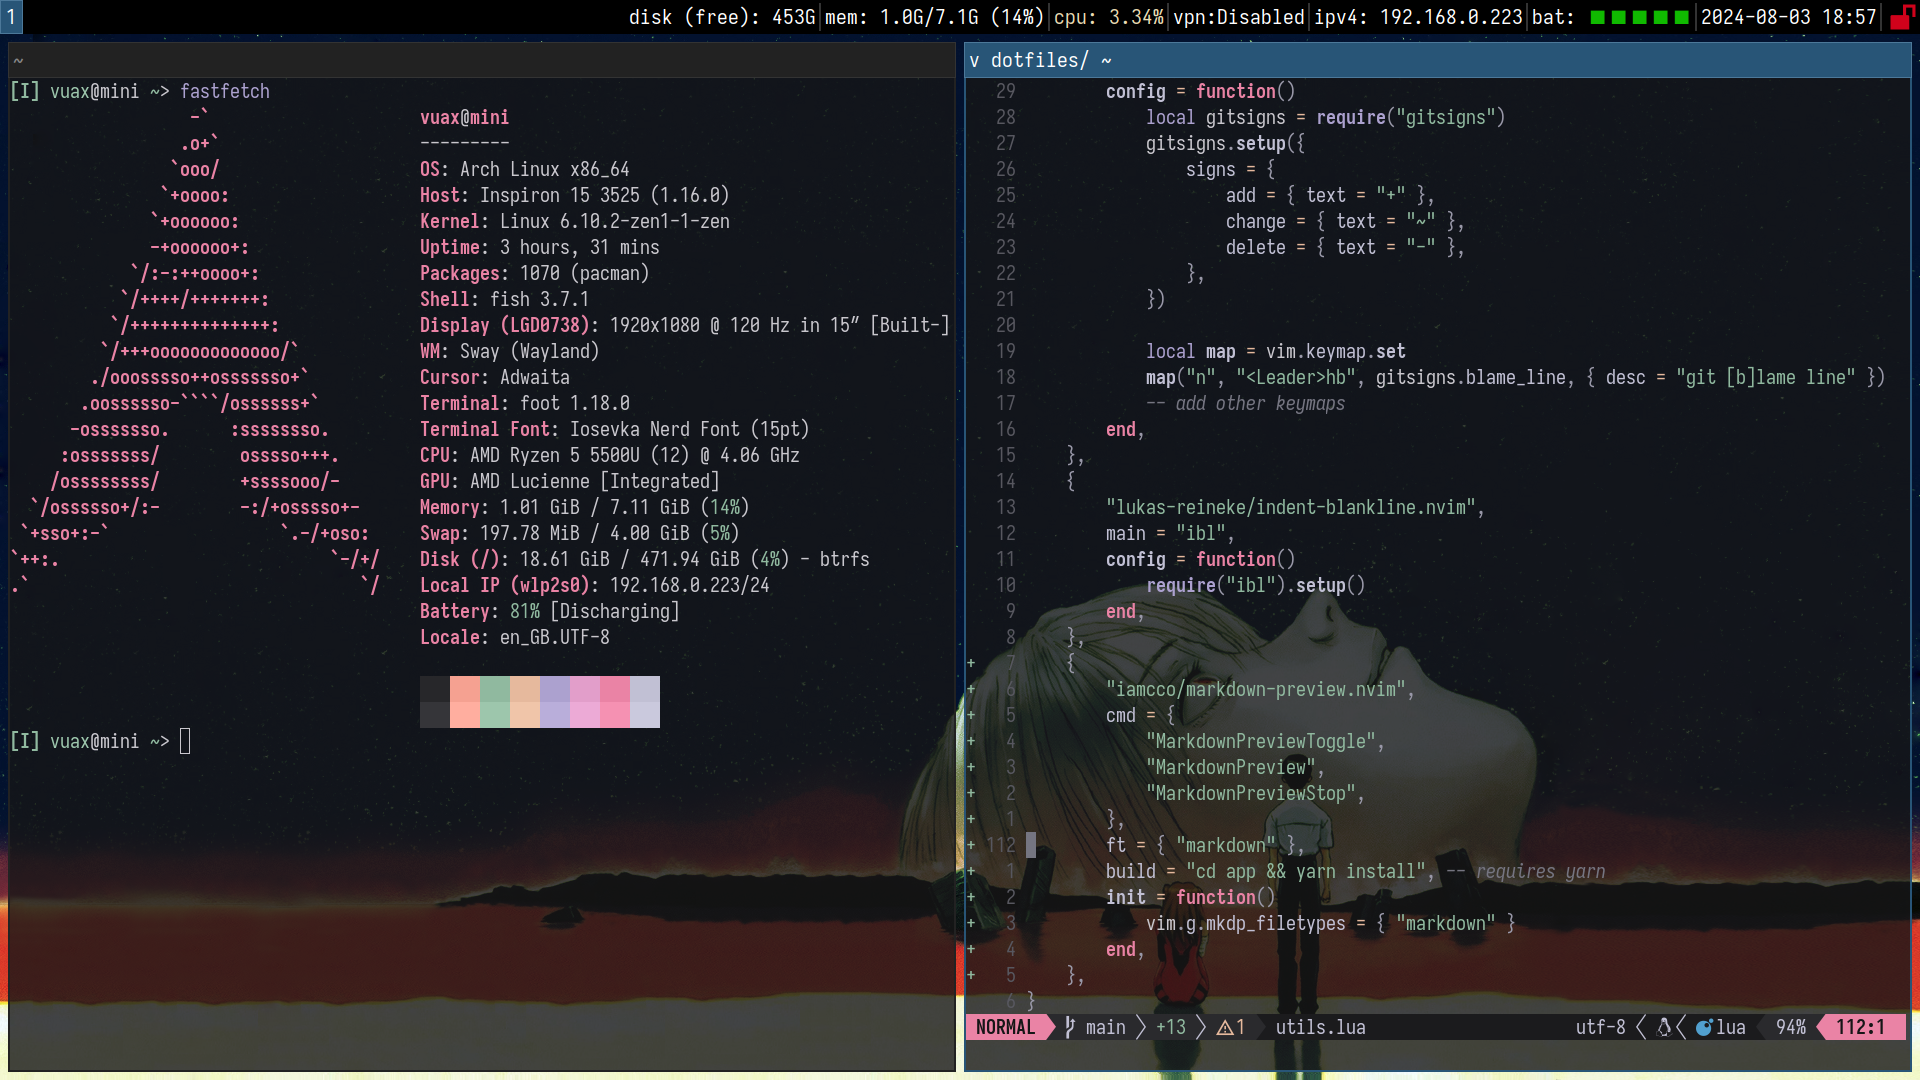 1 disk (free): 453G mem: 1.0G/7.1G (14%) cpu: 3.34% vpn:Disabled ipv4: 192.168.0.223 bat: 2024-08-03 18:57
~
[I] vuax@mini ~> fastfetch
-`
.o+`
`ooo/
`+oooo:
`+oooooo:
-+oooooo+:
`/:-:++oooo+:
`/++++/+++++++:
`/++++++++++++++:
`/+++ooooooooooooo/`
./ooosssso++osssssso+`
.oossssso-````/ossssss+`
-osssssso.      :ssssssso.
:osssssss/        osssso+++.
/ossssssss/        +ssssooo/-
`/ossssso+/:-        -:/+osssso+-
`+sso+:-`                 `.-/+oso:
`++:.                           `-/+/
.`                                 `/
vuax@mini
---------
OS: Arch Linux x86_64
Host: Inspiron 15 3525 (1.16.0)
Kernel: Linux 6.10.2-zen1-1-zen
Uptime: 3 hours, 31 mins
Packages: 1070 (pacman)
Shell: fish 3.7.1
Display (LGD0738): 1920x1080 @ 120 Hz in 15” [Built-]
WM: Sway (Wayland)
Cursor: Adwaita
Terminal: foot 1.18.0
Terminal Font: Iosevka Nerd Font (15pt)
CPU: AMD Ryzen 5 5500U (12) @ 4.06 GHz
GPU: AMD Lucienne [Integrated]
Memory: 1.01 GiB / 7.11 GiB (14%)
Swap: 197.78 MiB / 4.00 GiB (5%)
Disk (/): 18.61 GiB / 471.94 GiB (4%) - btrfs
Local IP (wlp2s0): 192.168.0.223/24
Battery: 81% [Discharging]
Locale: en_GB.UTF-8
[I] vuax@mini ~>
v dotfiles/ ~
29 config = function()
28 local gitsigns = require("gitsigns")
27 gitsigns.setup({
26 signs = {
25 add = { text = "+" },
24 change = { text = "~" },
23 delete = { text = "-" },
22 },
21 })
20
19 local map = vim.keymap.set
18 map("n", "<Leader>hb", gitsigns.blame_line, { desc = "git [b]lame line" })
17 -- add other keymaps
16 end,
15 },
14 {
13 "lukas-reineke/indent-blankline.nvim",
12 main = "ibl",
11 config = function()
10 require("ibl").setup()
9 end,
8 },
+ 7 {
+ 6 "iamcco/markdown-preview.nvim",
+ 5 cmd = {
+ 4 "MarkdownPreviewToggle",
+ 3 "MarkdownPreview",
+ 2 "MarkdownPreviewStop",
+ 1 },
+ 112 ft = { "markdown" },
+ 1 build = "cd app && yarn install", -- requires yarn
+ 2 init = function()
+ 3 vim.g.mkdp_filetypes = { "markdown" }
+ 4 end,
+ 5 },
6 }
NORMAL main +13 1 utils.lua utf-8 lua 94% 112:1